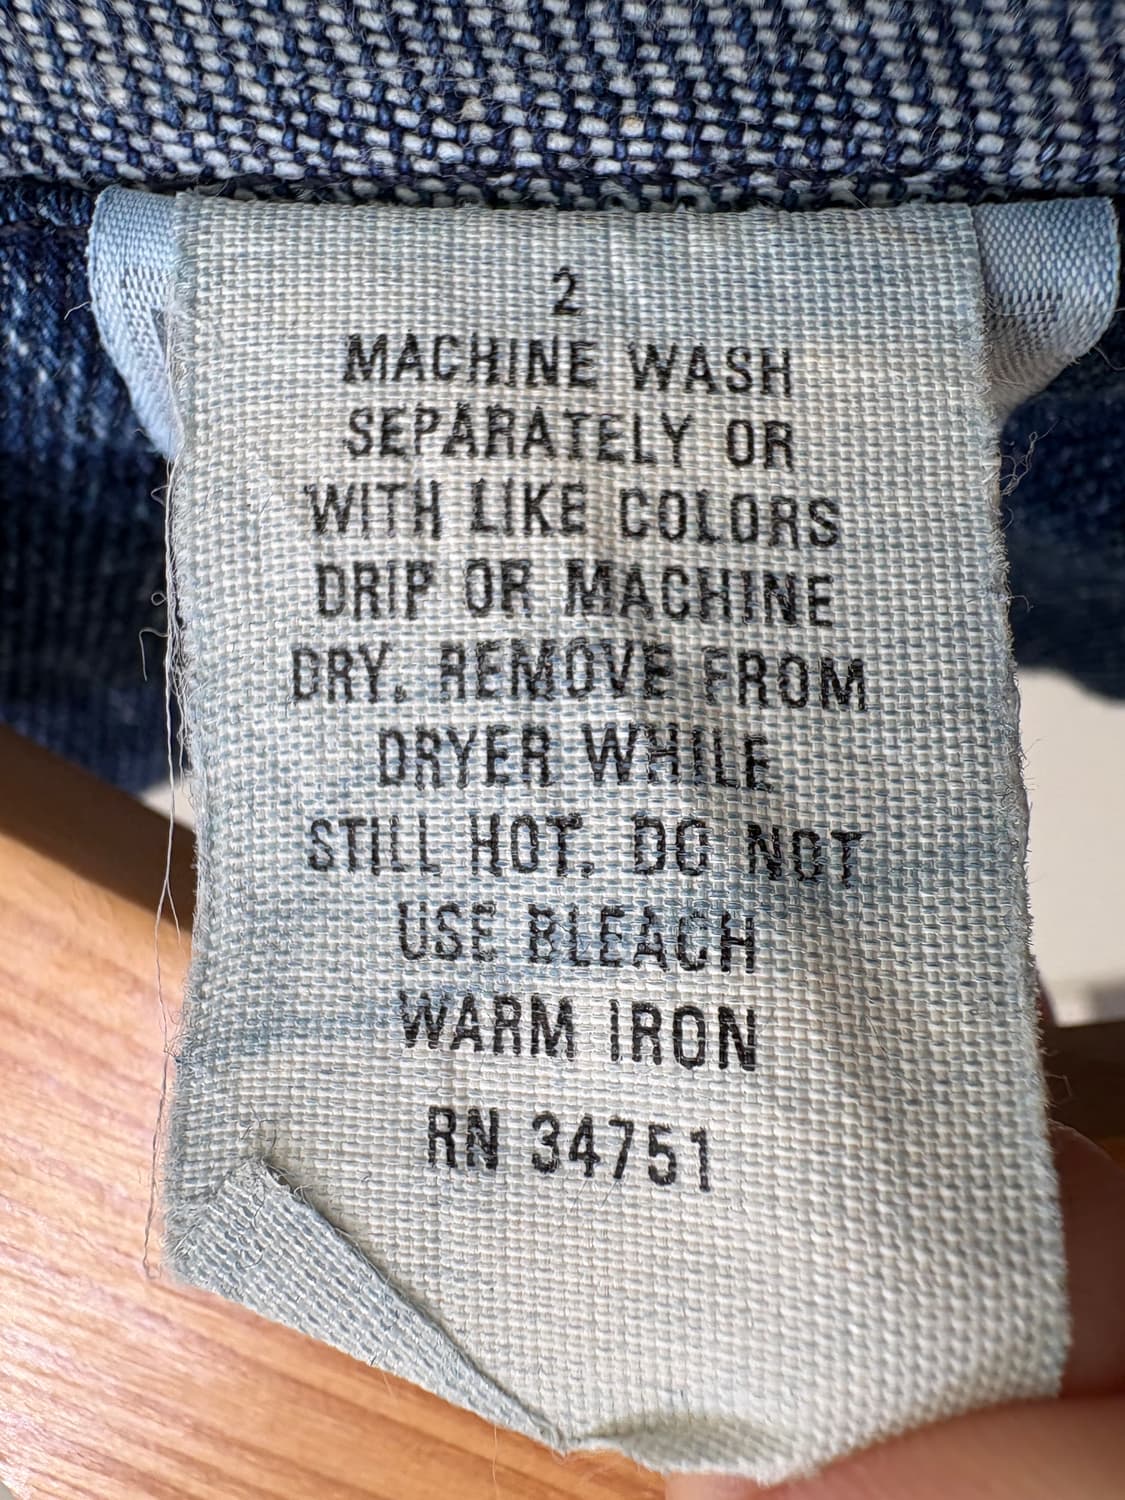 2
MACHINE WASH
SEPARATELY OR
WITH LIKE COLORS
DRIP OR MACHINE
DRY. REMOVE FROM
DRYER WHILE
STILL HOT. DO NOT
USE BLEACH
WARM IRON
RN 34751